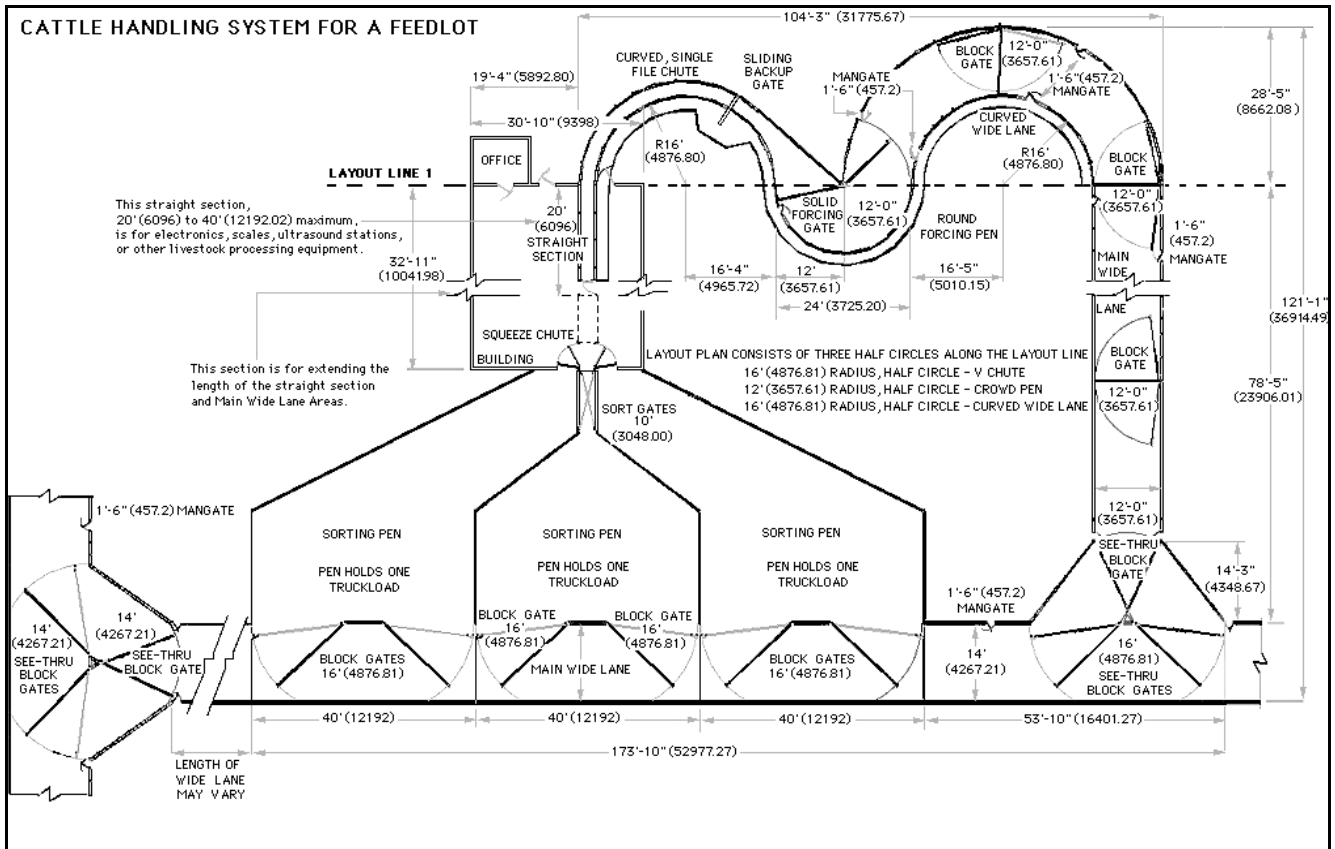 CATTLE HANDLING SYSTEM FOR A FEEDLOT
104'-3" (31775.67)
19'-4" (5892.80)
30'-10" (9398)
CURVED, SINGLE
FILE CHUTE
SLIDING
BACKUP
GATE
MANGATE
1'-6" (457.2)
BLOCK
GATE
12'-0"
(3657.61)
1'-6" (457.2)
MANGATE
28'-5"
(8662.08)
CURVED
WIDE LANE
R16'
(4876.80)
R16'
(4876.80)
OFFICE
BLOCK
GATE
LAYOUT LINE 1
This straight section,
20' (6096) to 40' (12192.02) maximum,
is for electronics, scales, ultrasound stations,
or other livestock processing equipment.
20'
(6096)
STRAIGHT
SECTION
32'-11"
(10041.98)
SOLID
FORCING
GATE
12'-0"
(3657.61)
ROUND
FORCING PEN
12'-0"
(3657.61)
1'-6"
(457.2)
MANGATE
MAIN
WIDE
LANE
16'-4"
(4965.72)
12'
(3657.61)
16'-5"
(5010.15)
24' (3725.20)
121'-1"
(36914.49)
SQUEEZE CHUTE
BUILDING
This section is for extending the
length of the straight section
and Main Wide Lane Areas.
LAYOUT PLAN CONSISTS OF THREE HALF CIRCLES ALONG THE LAYOUT LINE
16' (4876.81) RADIUS, HALF CIRCLE - V CHUTE
12' (3657.61) RADIUS, HALF CIRCLE - CROWD PEN
16' (4876.81) RADIUS, HALF CIRCLE - CURVED WIDE LANE
BLOCK
GATE
12'-0"
(3657.61)
78'-5"
(23906.01)
SORT GATES
10'
(3048.00)
1'-6" (457.2) MANGATE
12'-0"
(3657.61)
SORTING PEN
PEN HOLDS ONE
TRUCKLOAD
SORTING PEN
PEN HOLDS ONE
TRUCKLOAD
SORTING PEN
PEN HOLDS ONE
TRUCKLOAD
SEE-THRU
BLOCK
GATE
14'-3"
(4348.67)
1'-6" (457.2)
MANGATE
14'
(4267.21)
SEE-THRU
BLOCK
GATES
14'
(4267.21)
SEE-THRU
BLOCK GATE
BLOCK GATE
16'
(4876.81)
BLOCK GATE
16'
(4876.81)
BLOCK GATES
16' (4876.81)
MAIN WIDE LANE
BLOCK GATES
16' (4876.81)
14'
(4267.21)
16'
(4876.81)
SEE-THRU
BLOCK GATES
40' (12192)
40' (12192)
40' (12192)
53'-10" (16401.27)
173'-10" (52977.27)
LENGTH OF
WIDE LANE
MAY VARY